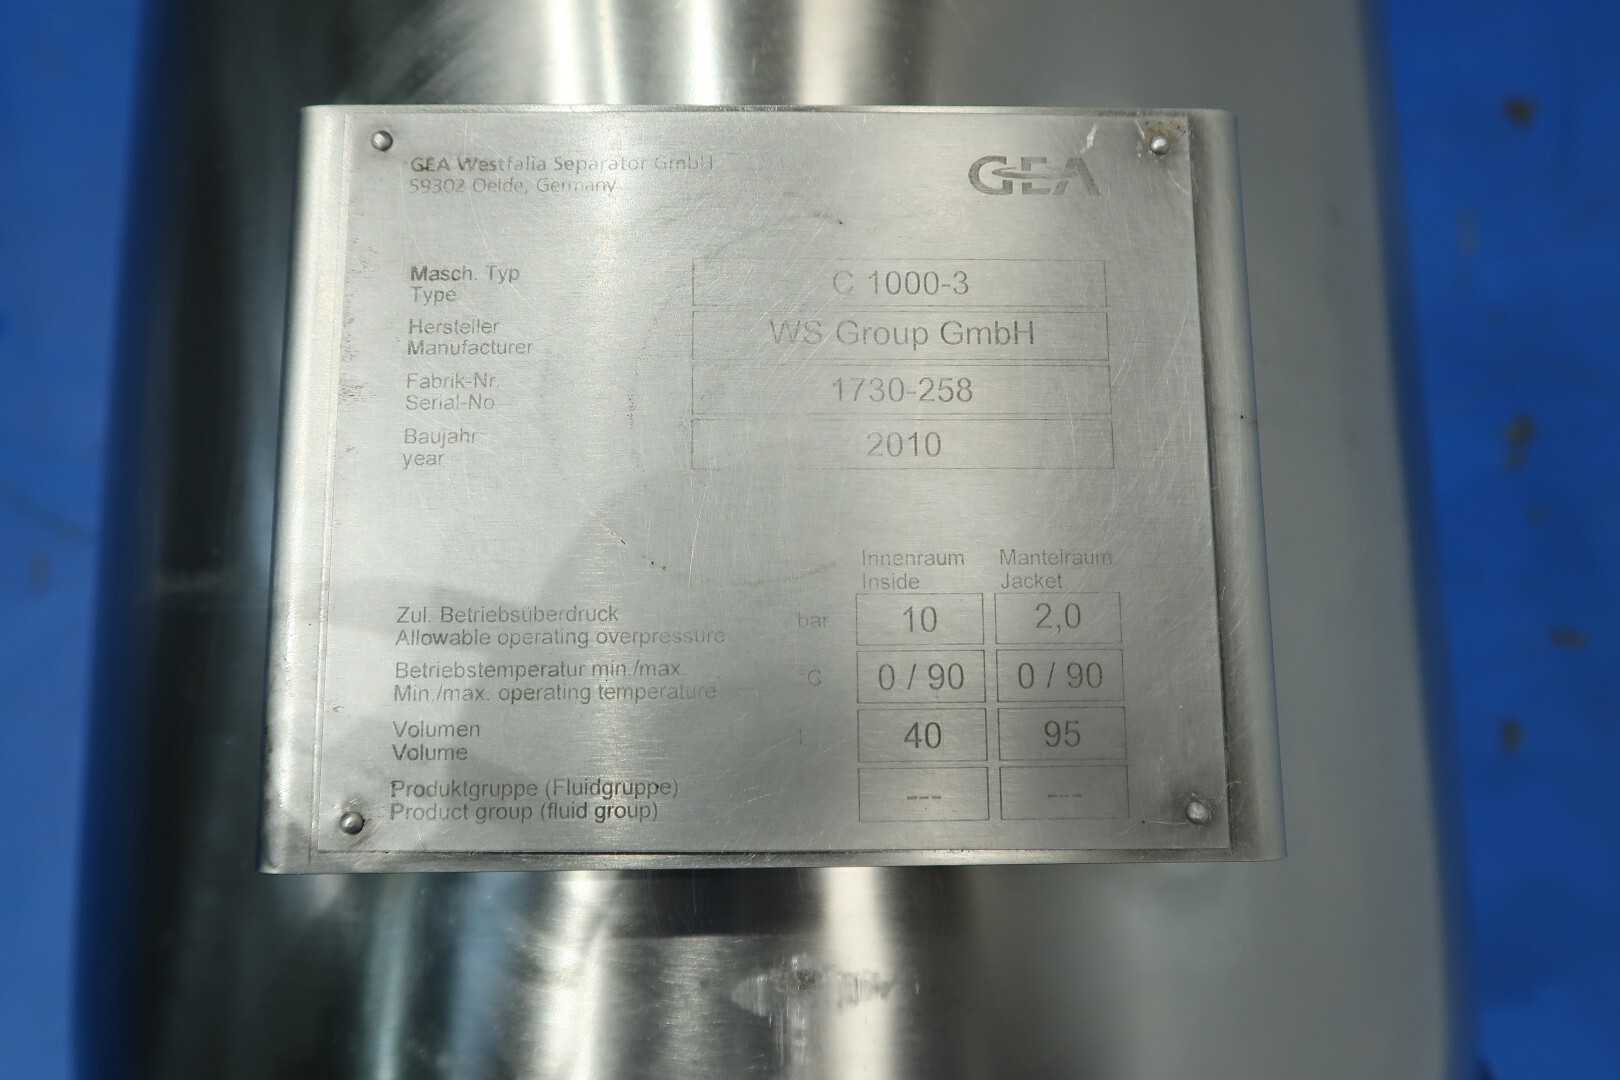 GEA Westfalia Separator GmbH
59302 Oelde, Germany
GEA
Masch. Typ
Type
C 1000-3
Hersteller
Manufacturer
WS Group GmbH
Fabrik-Nr.
Serial-No
1730-258
Baujahr
year
2010
Innenraum Mantelraum
Inside Jacket
Zul. Betriebsüberdruck
Allowable operating overpressure
bar 10 2,0
Betriebstemperatur min./max.
Min./max. operating temperature
°C 0 / 90 0 / 90
Volumen
Volume
l 40 95
Produktgruppe (Fluidgruppe)
Product group (fluid group)
--- ---